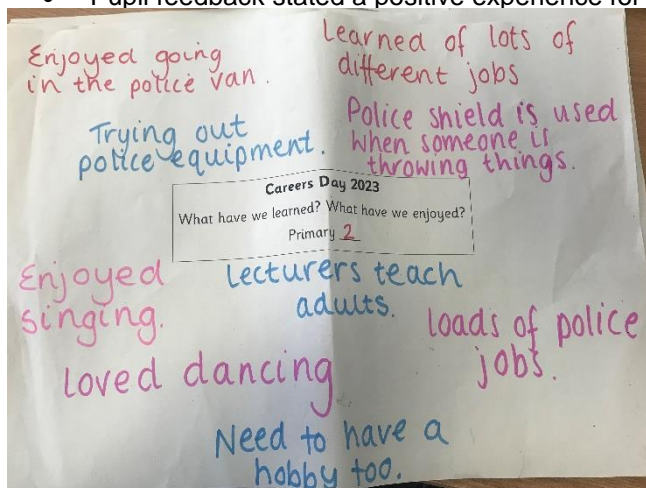 Pupil feedback stated a positive experience for
Enjoyed going
in the police van.
Learned of lots of
different jobs
Trying out
police equipment.
Police shield is used
when someone is
throwing things.
Careers Day 2023
What have we learned? What have we enjoyed?
Primary 2
Enjoyed
singing.
Lecturers teach
adults.
loads of police
jobs.
Loved dancing
Need to have a
hobby too.